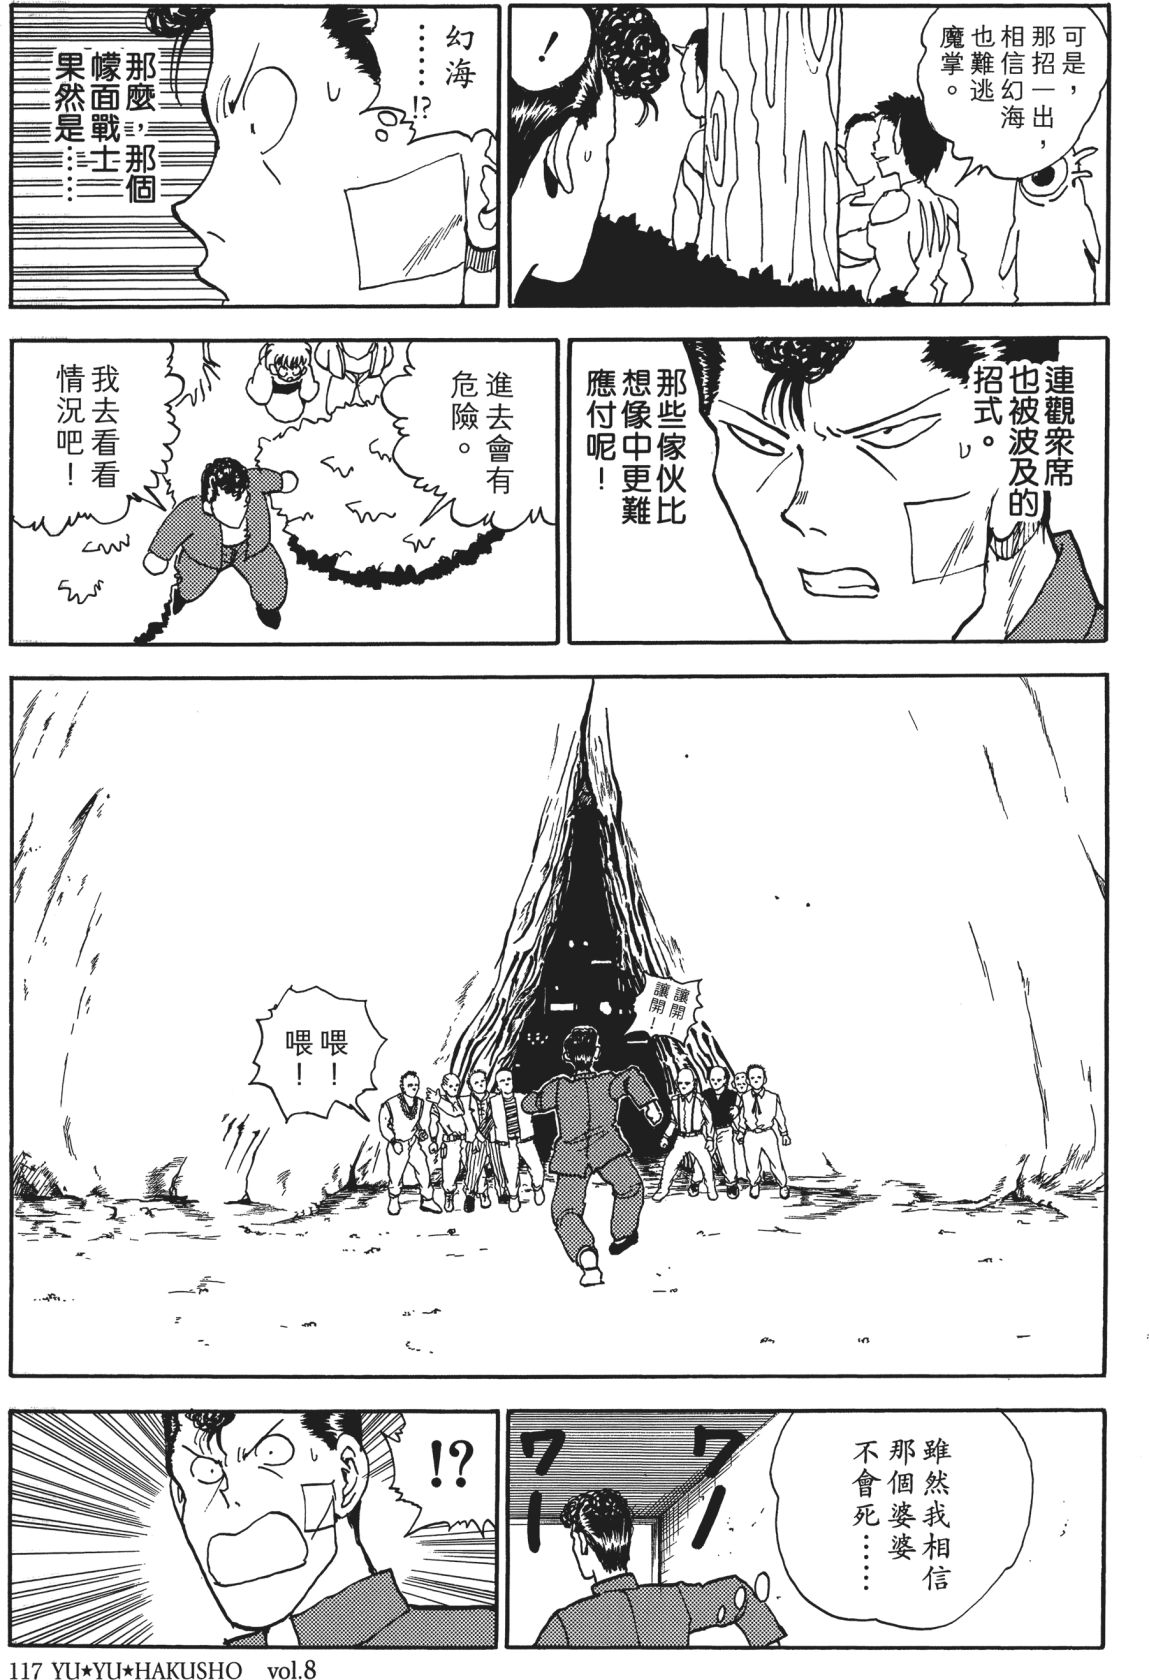 可是，
那招一出，
相信幻海
也難逃
魔掌。
！
幻海
……⁉
那麼，那個
幪面戰士
果然是……
連觀眾席
也被波及的
招式。
那些傢伙比
想像中更難
應付呢！
進去會有
危險。
我去看看
情況吧！
讓開！
讓開！
喂！
喂！
雖然我相信
那個婆婆
不會死……
ワー
ワー
!?
117 YU★YU★HAKUSHO vol.8